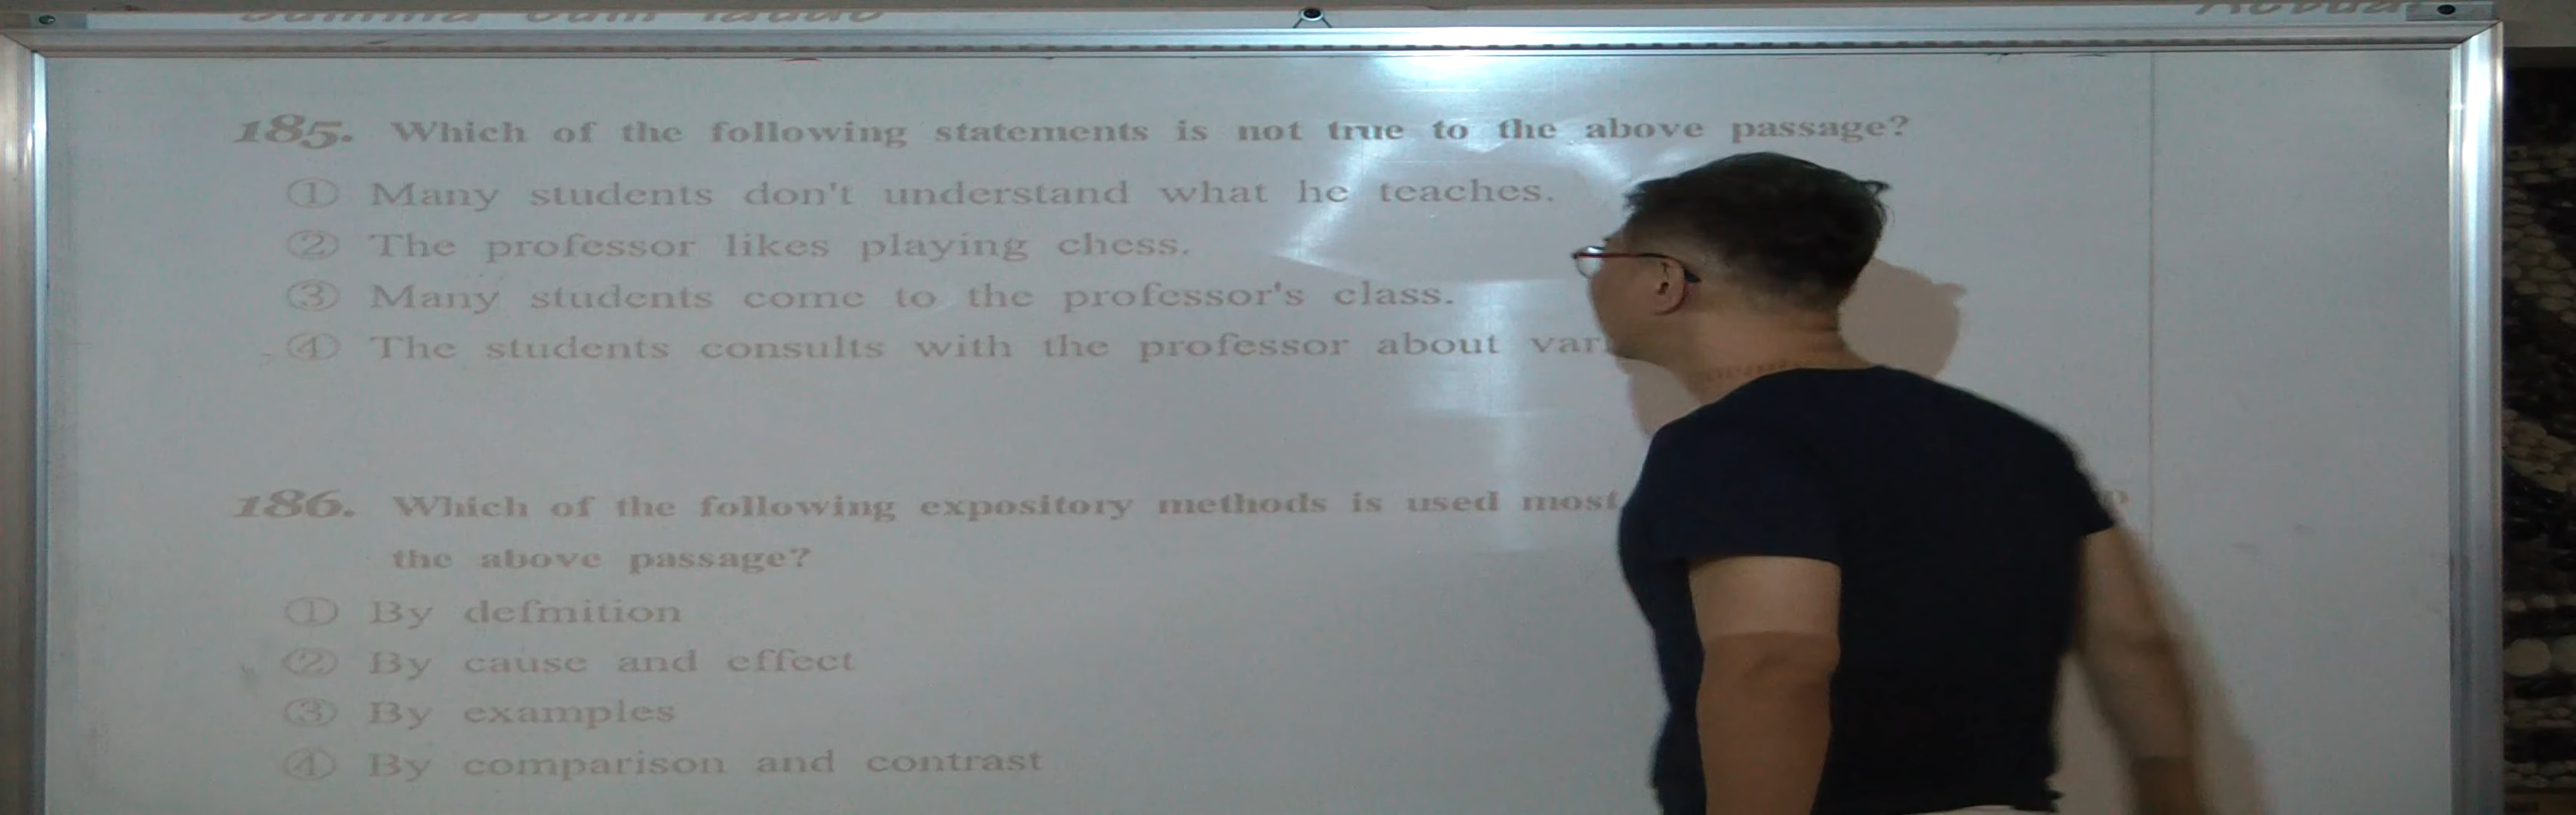 185. Which of the following statements is not true to the above passage?
① Many students don't understand what he teaches.
② The professor likes playing chess.
③ Many students come to the professor's class.
④ The students consults with the professor about
186. Which of the following expository methods is used most
the above passage?
① By defmition
② By cause and effect
③ By examples
④ By comparison and contrast